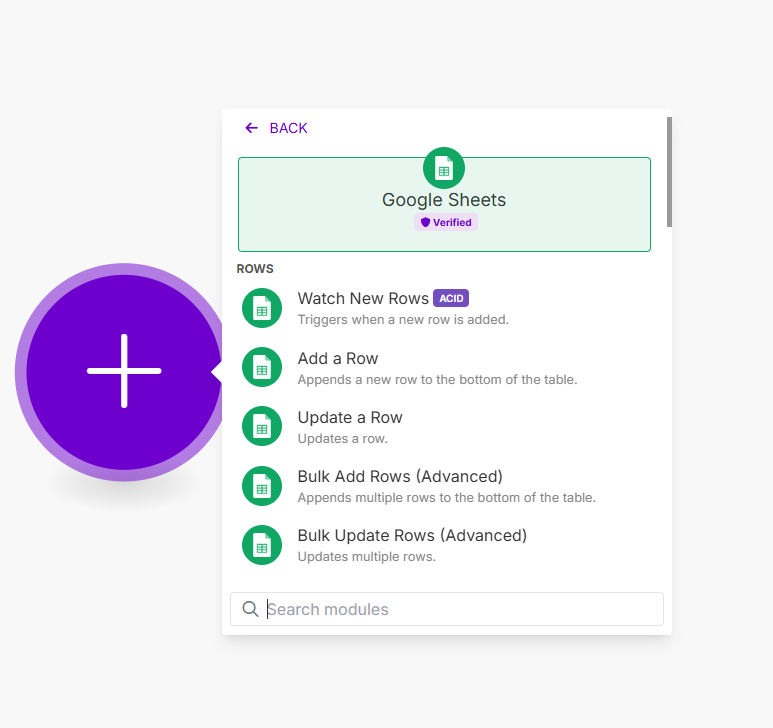 BACK
Google Sheets
Verified
ROWS
Watch New Rows ACID
Triggers when a new row is added.
Add a Row
Appends a new row to the bottom of the table.
Update a Row
Updates a row.
Bulk Add Rows (Advanced)
Appends multiple rows to the bottom of the table.
Bulk Update Rows (Advanced)
Updates multiple rows.
Search modules